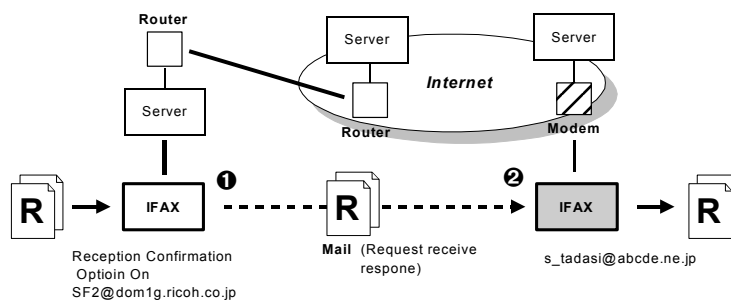 Router
Server
Server
Internet
Server
Router
Modem
R
IFAX
❶
R
❷
IFAX
R
Mail (Request receive
respone)
Reception Confirmation
Optioin On
SF2@dom1g.ricoh.co.jp
s_tadasi@abcde.ne.jp